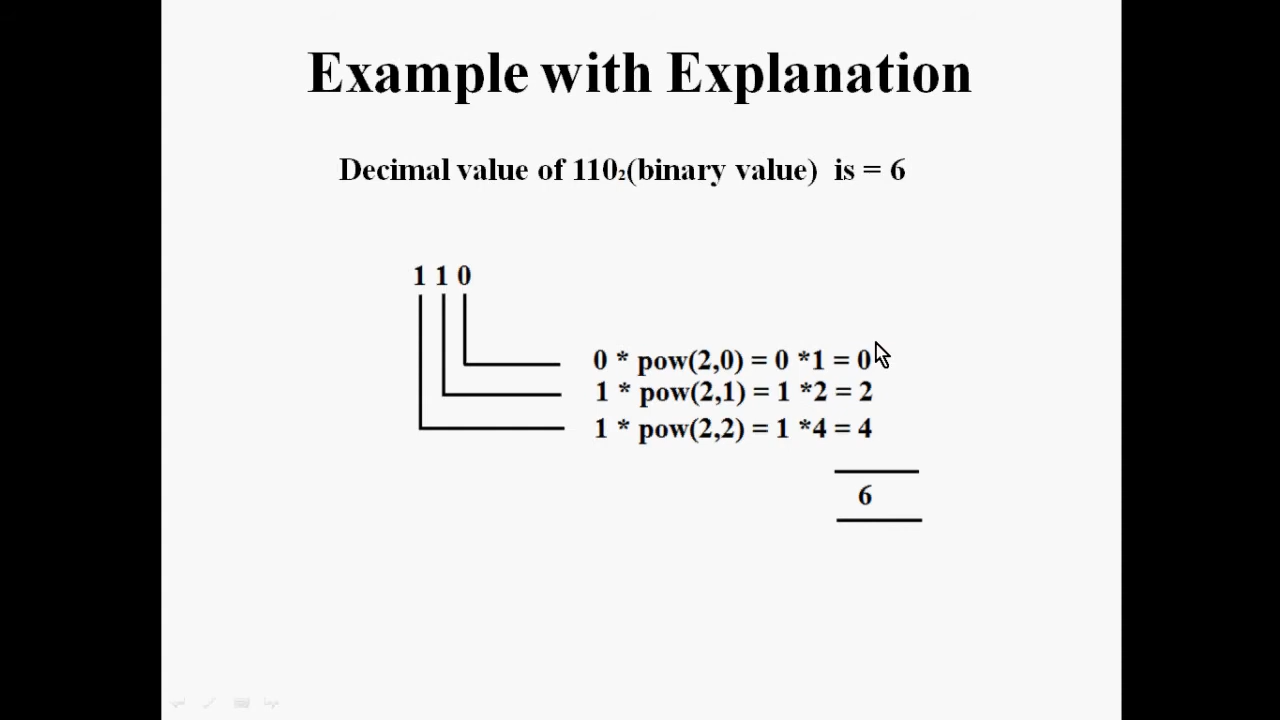 Example with Explanation
Decimal value of 110₂(binary value) is = 6
1 1 0
0 * pow(2,0) = 0 *1 = 0
1 * pow(2,1) = 1 *2 = 2
1 * pow(2,2) = 1 *4 = 4
6